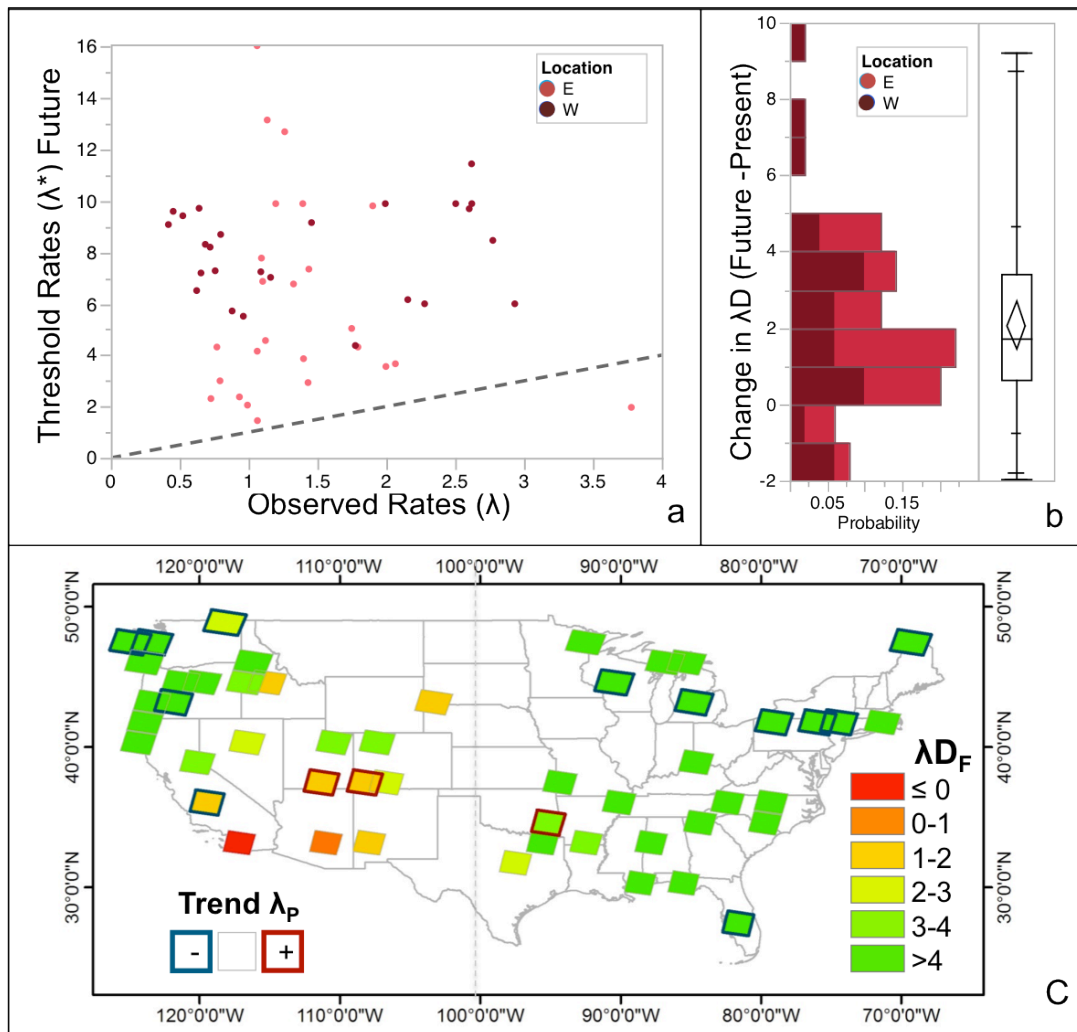 Threshold Rates (λ*) Future
16
14
12
10
8
6
4
2
0
0
0.5
1
1.5
2
2.5
3
3.5
4
Observed Rates (λ)
Location
E
W
a
Change in λD (Future -Present)
10
8
6
4
2
0
-2
0.05
0.15
Probability
Location
E
W
b
120°0'0"W 110°0'0"W 100°0'0"W 90°0'0"W 80°0'0"W 70°0'0"W
50°0'0"N
40°0'0"N
30°0'0"N
50°0'0"N
40°0'0"N
30°0'0"N
λD_F
≤ 0
0-1
1-2
2-3
3-4
>4
Trend λ_P
- +
120°0'0"W 110°0'0"W 100°0'0"W 90°0'0"W 80°0'0"W 70°0'0"W
C